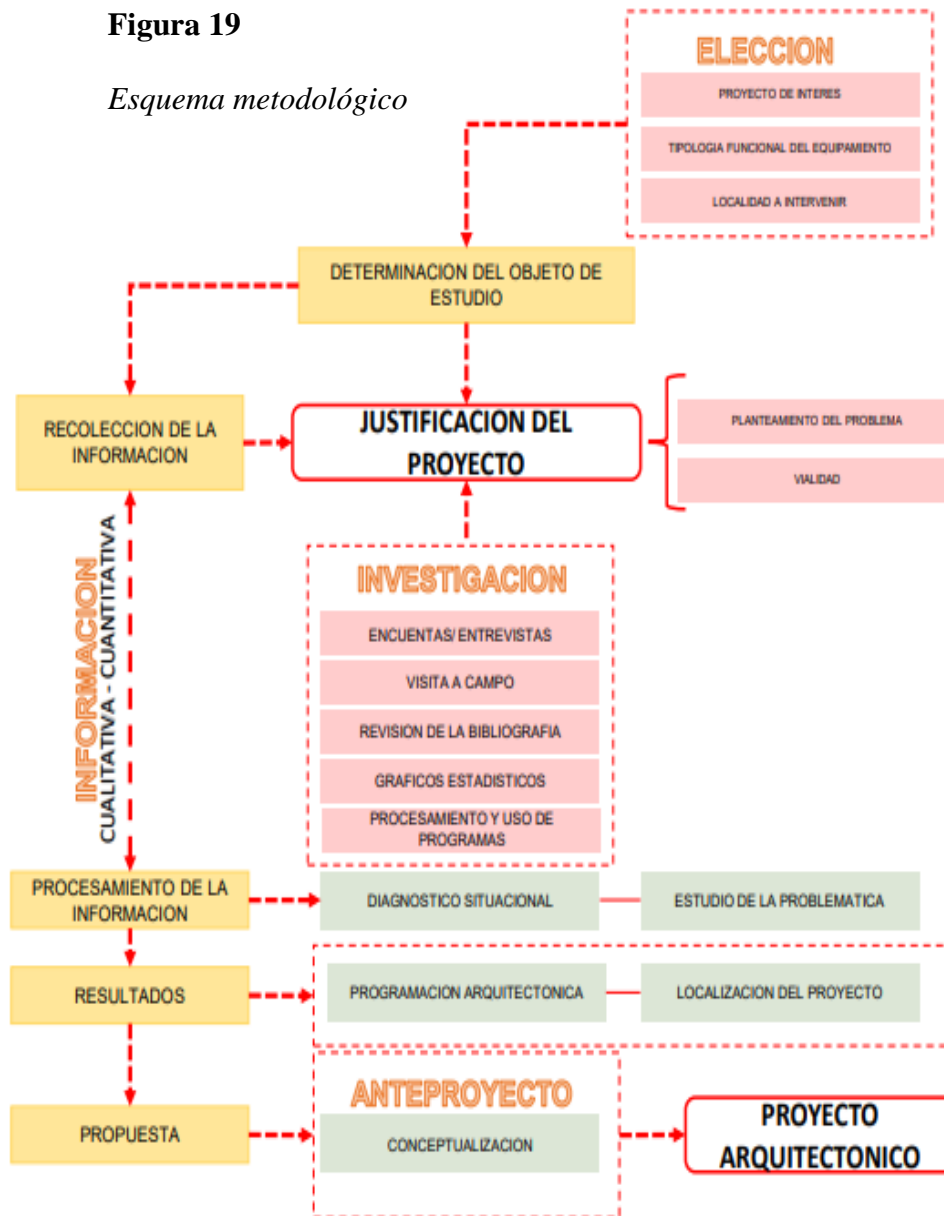 Figura 19
Esquema metodológico
ELECCION
PROYECTO DE INTERES
TIPOLOGIA FUNCIONAL DEL EQUIPAMIENTO
LOCALIDAD A INTERVENIR
DETERMINACION DEL OBJETO DE
ESTUDIO
RECOLECCION DE LA
INFORMACION
JUSTIFICACION DEL
PROYECTO
PLANTEAMIENTO DEL PROBLEMA
VIALIDAD
INFORMACION
CUALITATIVA - CUANTITATIVA
INVESTIGACION
ENCUENTAS/ ENTREVISTAS
VISITA A CAMPO
REVISION DE LA BIBLIOGRAFIA
GRAFICOS ESTADISTICOS
PROCESAMIENTO Y USO DE
PROGRAMAS
PROCESAMIENTO DE LA
INFORMACION
DIAGNOSTICO SITUACIONAL
ESTUDIO DE LA PROBLEMATICA
RESULTADOS
PROGRAMACION ARQUITECTONICA
LOCALIZACION DEL PROYECTO
PROPUESTA
ANTEPROYECTO
CONCEPTUALIZACION
PROYECTO
ARQUITECTONICO